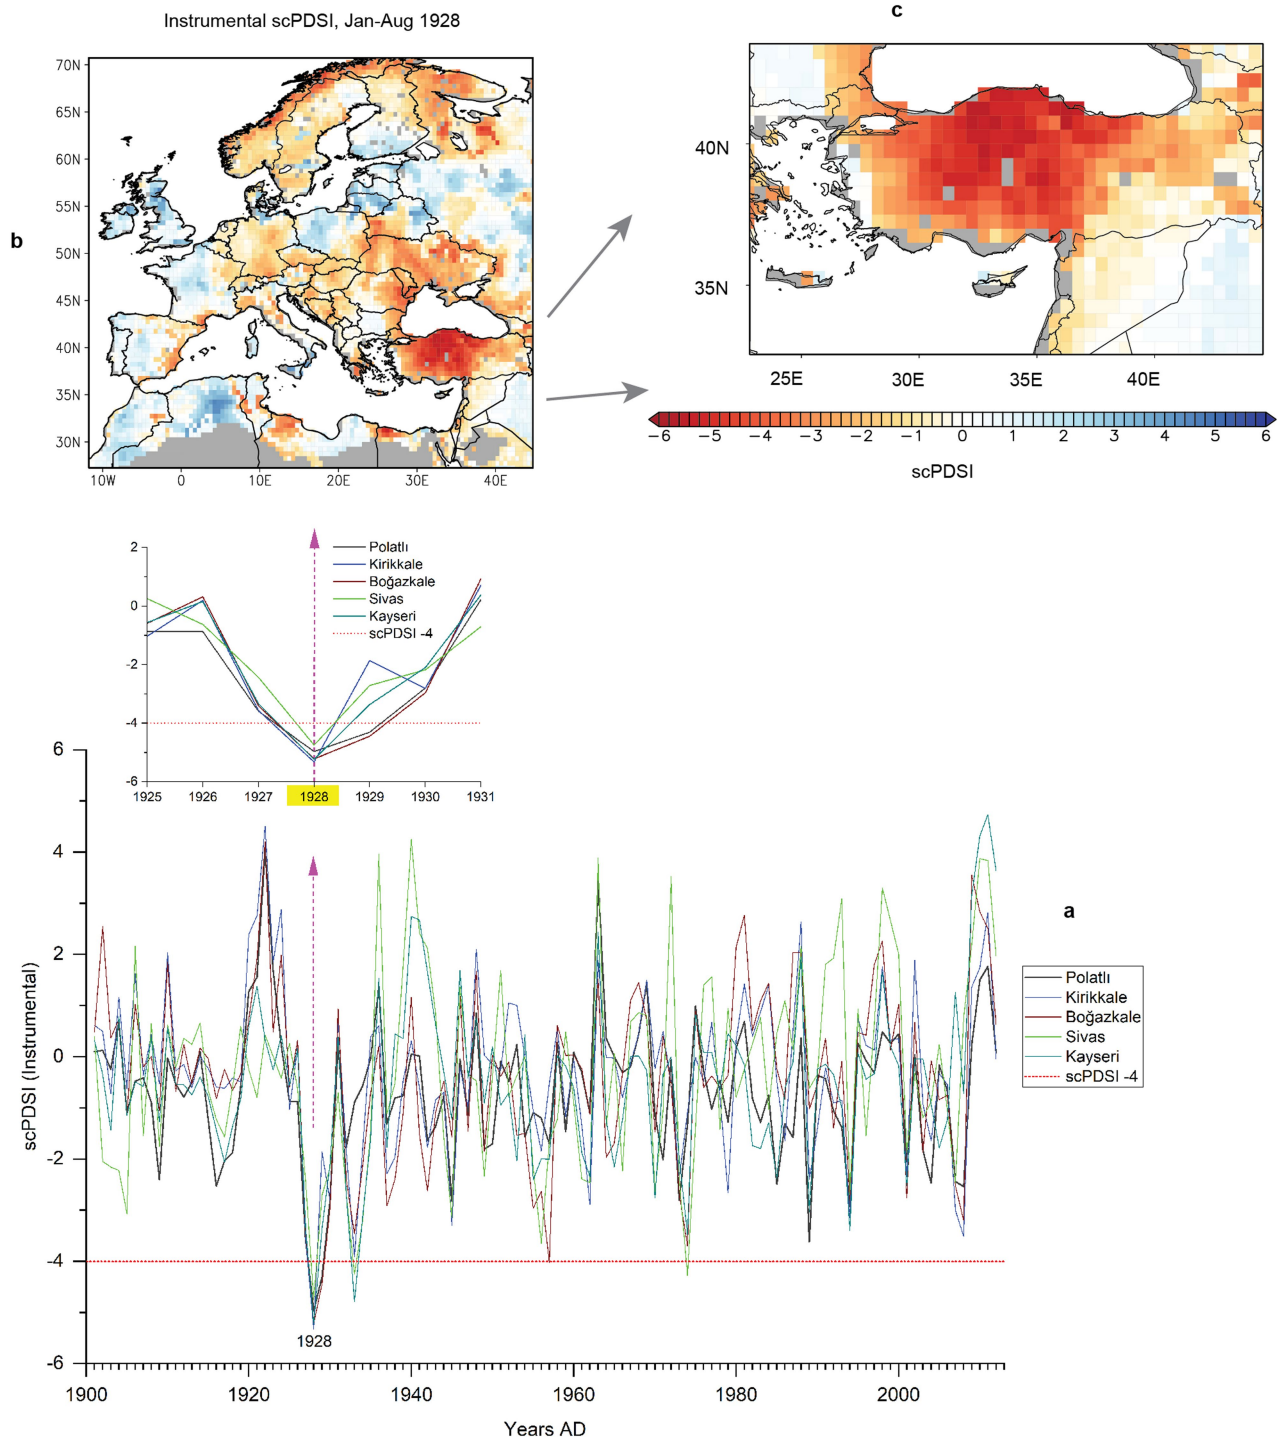 Instrumental scPDSI, Jan-Aug 1928
c
b
70N
65N
60N
55N
50N
45N
40N
35N
30N
10W 0 10E 20E 30E 40E
40N
35N
25E 30E 35E 40E
−6 −5 −4 −3 −2 −1 0 1 2 3 4 5 6
scPDSI
2
0
-2
-4
-6
1925 1926 1927 1928 1929 1930 1931
Polatlı
Kirikkale
Boğazkale
Sivas
Kayseri
scPDSI -4
a
scPDSI (Instrumental)
6
4
2
0
-2
-4
-6
1928
1900 1920 1940 1960 1980 2000
Years AD
Polatlı
Kirikkale
Boğazkale
Sivas
Kayseri
scPDSI -4